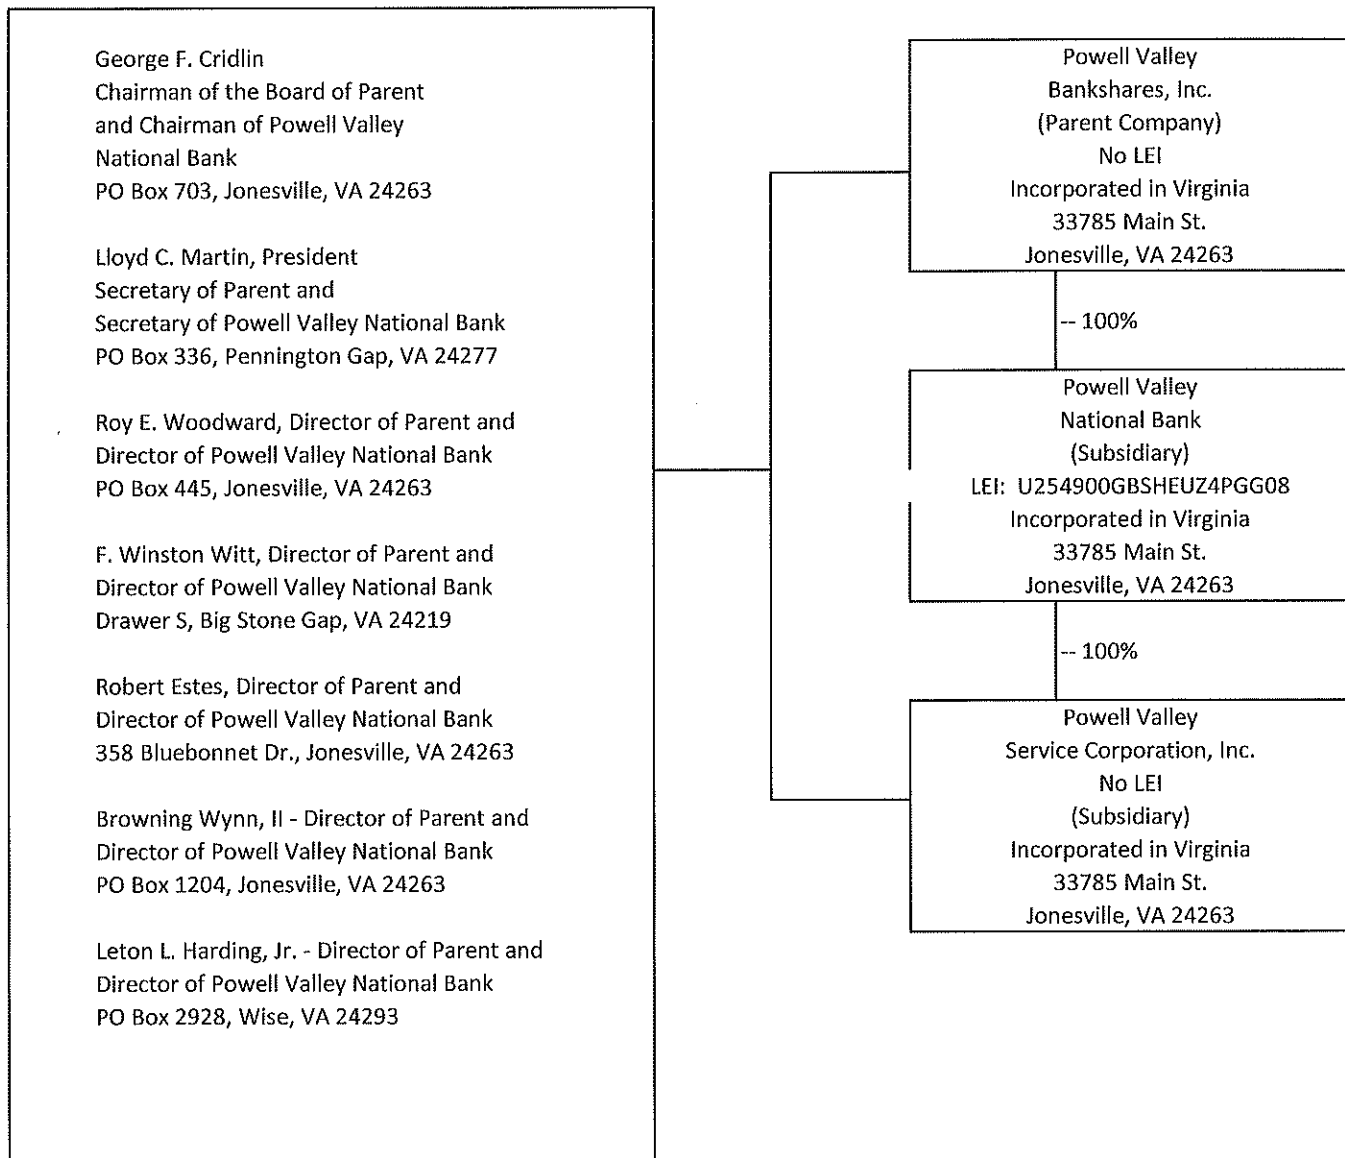 George F. Cridlin
Chairman of the Board of Parent
and Chairman of Powell Valley
National Bank
PO Box 703, Jonesville, VA 24263
Lloyd C. Martin, President
Secretary of Parent and
Secretary of Powell Valley National Bank
PO Box 336, Pennington Gap, VA 24277
Roy E. Woodward, Director of Parent and
Director of Powell Valley National Bank
PO Box 445, Jonesville, VA 24263
F. Winston Witt, Director of Parent and
Director of Powell Valley National Bank
Drawer S, Big Stone Gap, VA 24219
Robert Estes, Director of Parent and
Director of Powell Valley National Bank
358 Bluebonnet Dr., Jonesville, VA 24263
Browning Wynn, II - Director of Parent and
Director of Powell Valley National Bank
PO Box 1204, Jonesville, VA 24263
Leton L. Harding, Jr. - Director of Parent and
Director of Powell Valley National Bank
PO Box 2928, Wise, VA 24293
Powell Valley
Bankshares, Inc.
(Parent Company)
No LEI
Incorporated in Virginia
33785 Main St.
Jonesville, VA 24263
-- 100%
Powell Valley
National Bank
(Subsidiary)
LEI: U254900GBSHEUZ4PGG08
Incorporated in Virginia
33785 Main St.
Jonesville, VA 24263
-- 100%
Powell Valley
Service Corporation, Inc.
No LEI
(Subsidiary)
Incorporated in Virginia
33785 Main St.
Jonesville, VA 24263